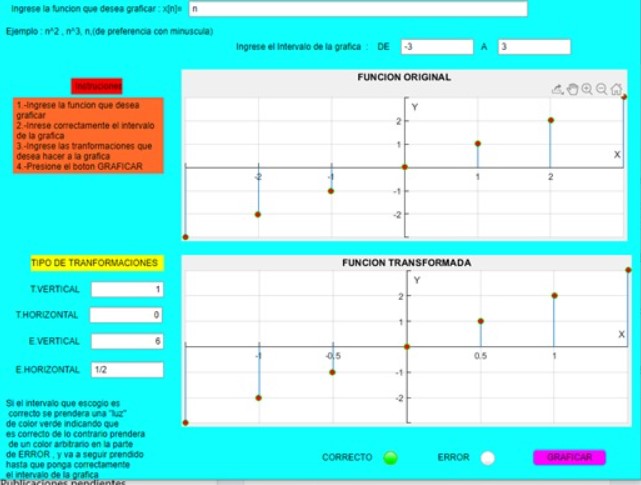 Ingrese la funcion que desea graficar : x[n]= n
Ejemplo : n^2 , n^3, n,(de preferencia con minuscula)
Ingrese el Intervalo de la grafica : DE -3 A 3
FUNCION ORIGINAL
1.-Ingrese la funcion que desea
graficar
2.-Inrese correctamente el intervalo
de la grafica
3.-Ingrese las tranformaciones que
desea hacer a la grafica
4.-Presione el boton GRAFICAR
Y
2
1
X
-2 -1 1 2
-1
-2
TIPO DE TRANFORMACIONES
T.VERTICAL 1
T.HORIZONTAL 0
E.VERTICAL 6
E.HORIZONTAL 1/2
FUNCION TRANSFORMADA
Y
2
1
X
-1 -0.5 0.5 1
-1
-2
Si el intervalo que escogio es
correcto se prendera una "luz"
de color verde indicando que
es correcto de lo contrario prendera
de un color arbitrario en la parte
de ERROR , y va a seguir prendido
hasta que ponga correctamente
el intervalo de la grafica
CORRECTO ERROR GRAFICAR
Publicaciones pendientes